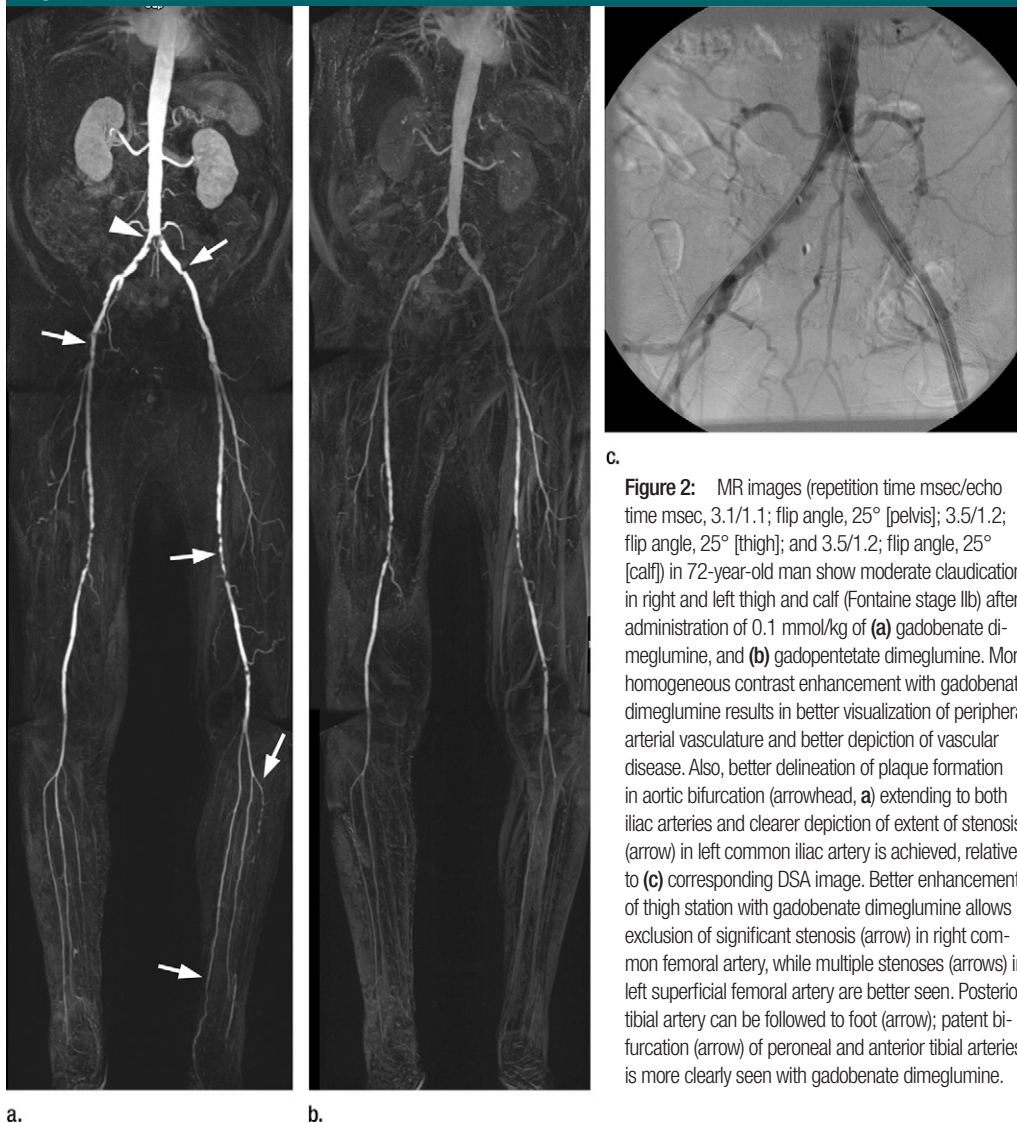 c.
Figure 2: MR images (repetition time msec/echo
time msec, 3.1/1.1; flip angle, 25° [pelvis]; 3.5/1.2;
flip angle, 25° [thigh]; and 3.5/1.2; flip angle, 25°
[calf]) in 72-year-old man show moderate claudication
in right and left thigh and calf (Fontaine stage IIb) after
administration of 0.1 mmol/kg of (a) gadobenate di-
meglumine, and (b) gadopentetate dimeglumine. Mor
homogeneous contrast enhancement with gadobenat
dimeglumine results in better visualization of periphera
arterial vasculature and better depiction of vascular
disease. Also, better delineation of plaque formation
in aortic bifurcation (arrowhead, a) extending to both
iliac arteries and clearer depiction of extent of stenosis
(arrow) in left common iliac artery is achieved, relative
to (c) corresponding DSA image. Better enhancement
of thigh station with gadobenate dimeglumine allows
exclusion of significant stenosis (arrow) in right com-
mon femoral artery, while multiple stenoses (arrows) i
left superficial femoral artery are better seen. Posterio
tibial artery can be followed to foot (arrow); patent bi-
furcation (arrow) of peroneal and anterior tibial arteries
is more clearly seen with gadobenate dimeglumine.
a.
b.